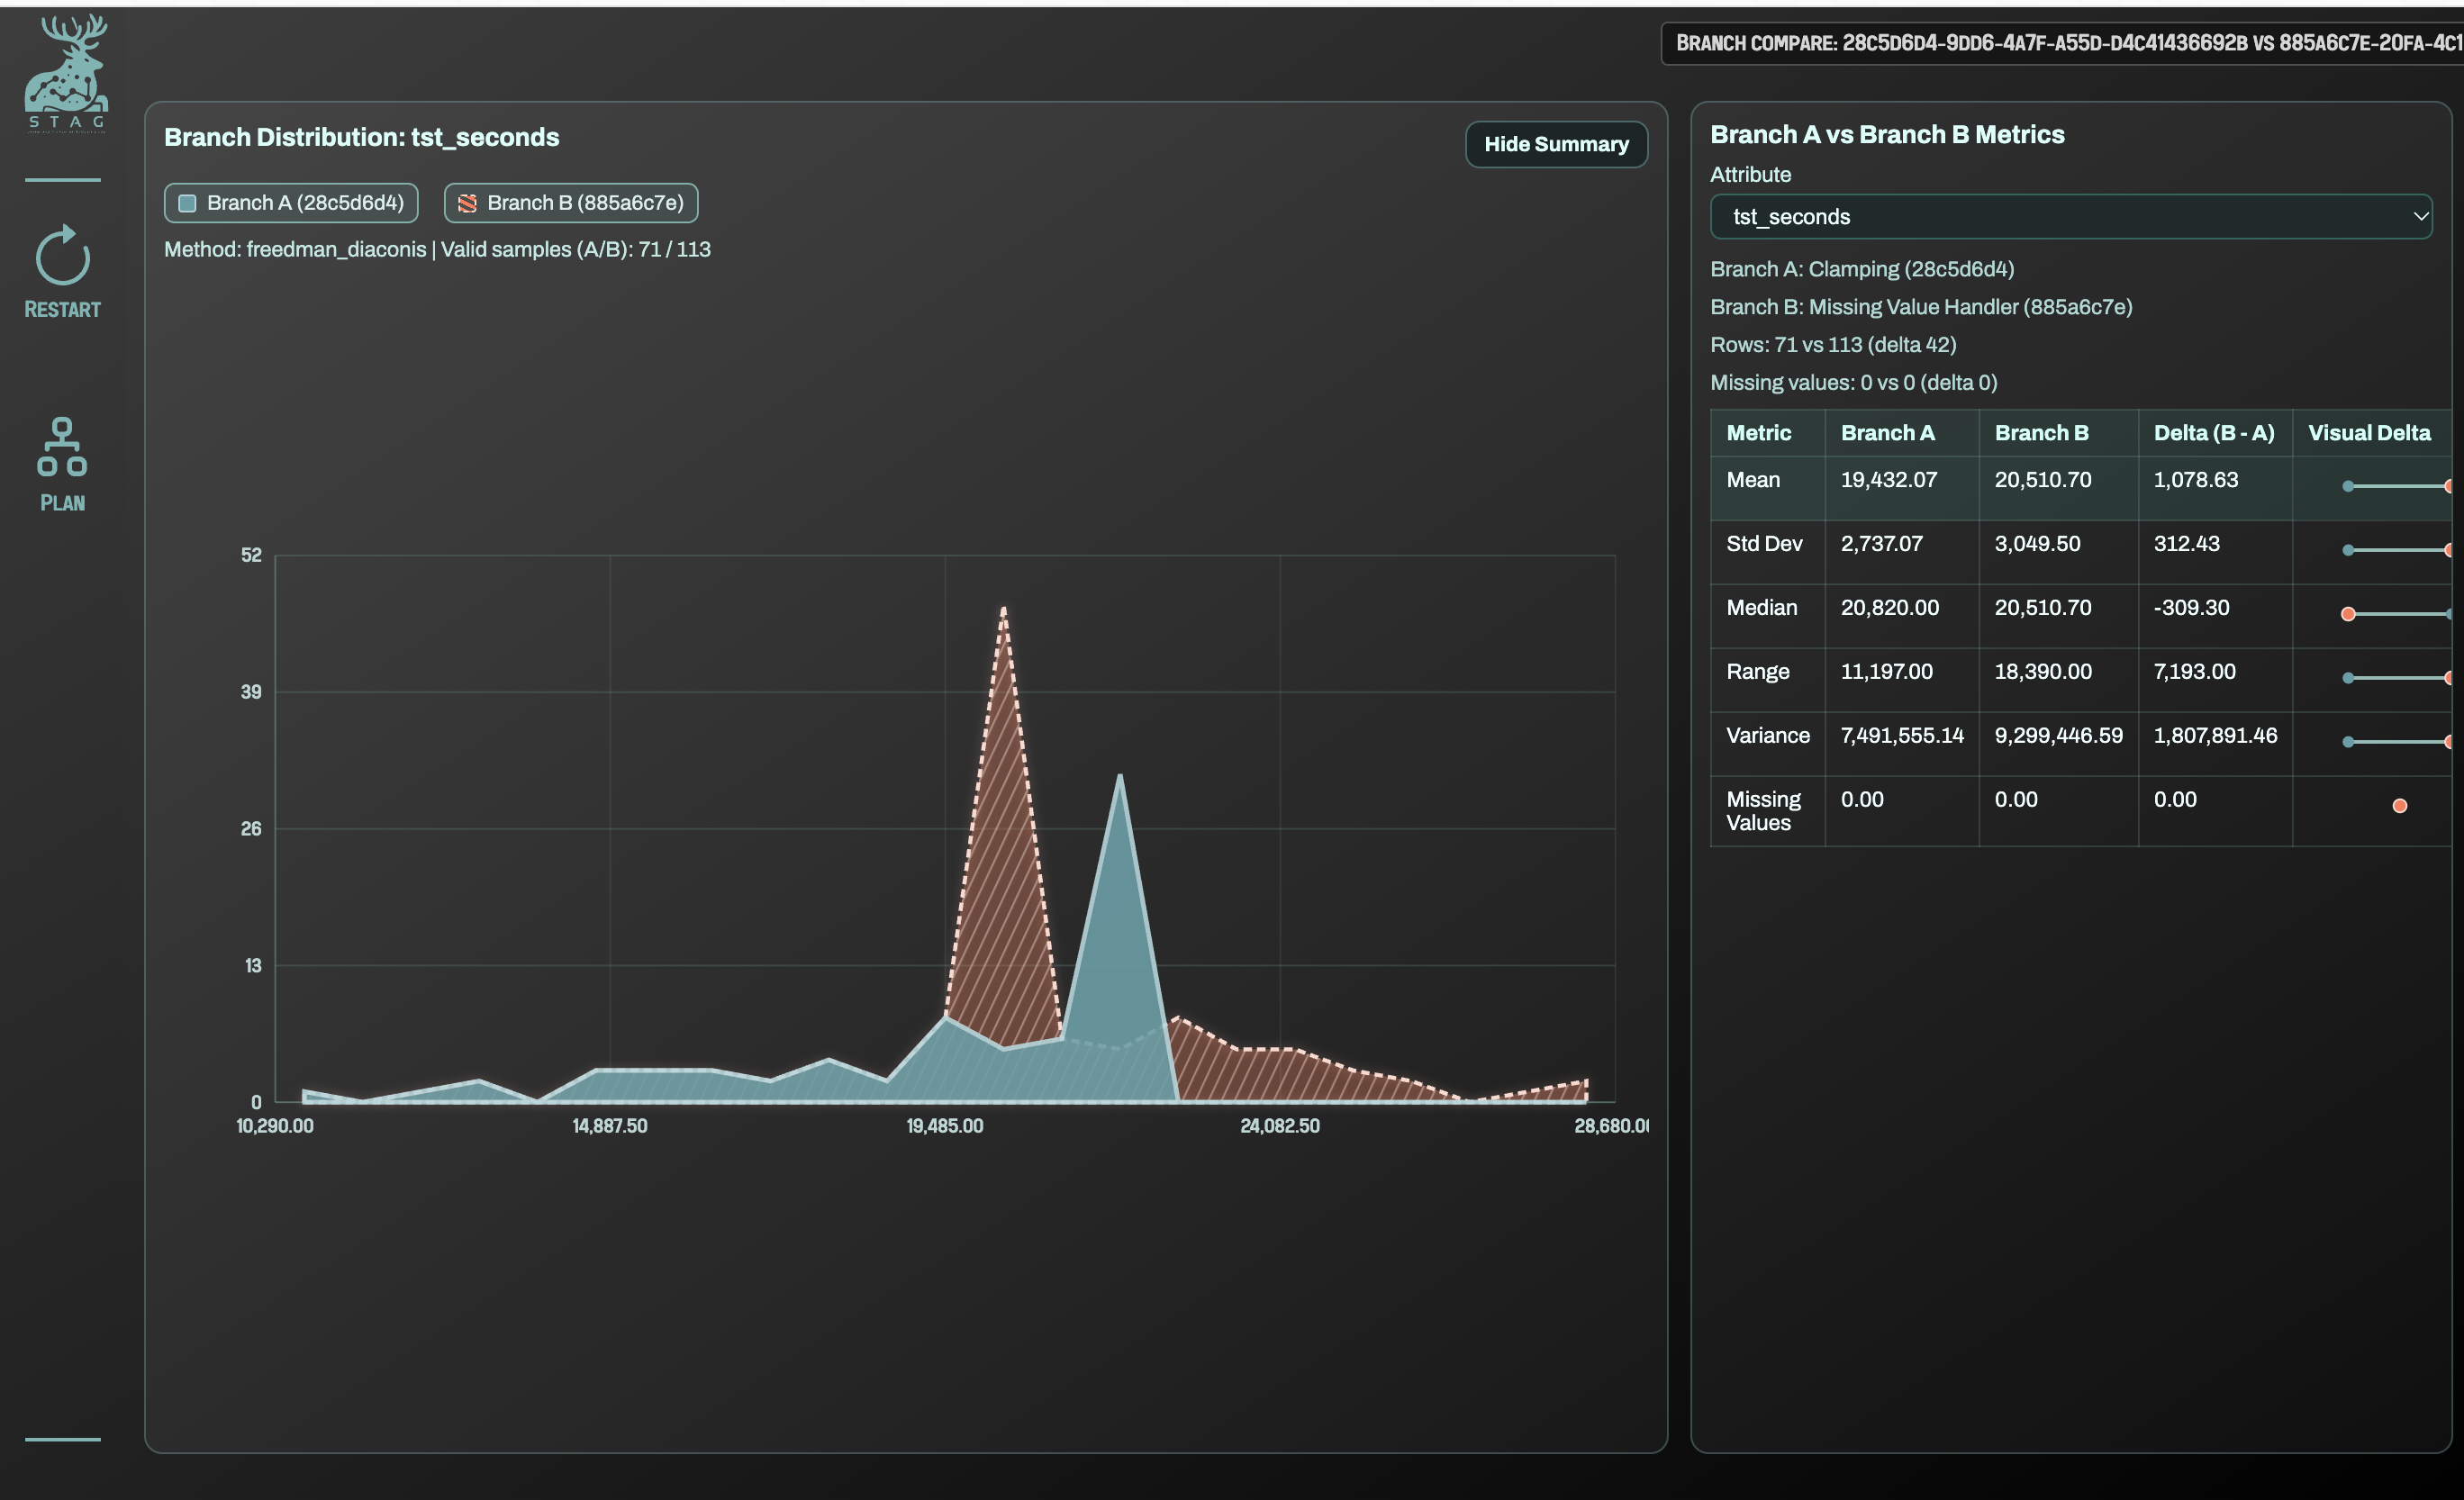 STAG
BRANCH COMPARE: 28C5D6D4-9DD6-4A7F-A55D-D4C41436692B VS 885A6C7E-20FA-4C1
RESTART
PLAN
Branch Distribution: tst_seconds
Hide Summary
Branch A (28c5d6d4) Branch B (885a6c7e)
Method: freedman_diaconis | Valid samples (A/B): 71 / 113
52
39
26
13
0
10,290.00 14,887.50 19,485.00 24,082.50 28,680.00
Branch A vs Branch B Metrics
Attribute
tst_seconds
Branch A: Clamping (28c5d6d4)
Branch B: Missing Value Handler (885a6c7e)
Rows: 71 vs 113 (delta 42)
Missing values: 0 vs 0 (delta 0)
Metric Branch A Branch B Delta (B - A) Visual Delta
Mean 19,432.07 20,510.70 1,078.63
Std Dev 2,737.07 3,049.50 312.43
Median 20,820.00 20,510.70 -309.30
Range 11,197.00 18,390.00 7,193.00
Variance 7,491,555.14 9,299,446.59 1,807,891.46
Missing Values 0.00 0.00 0.00